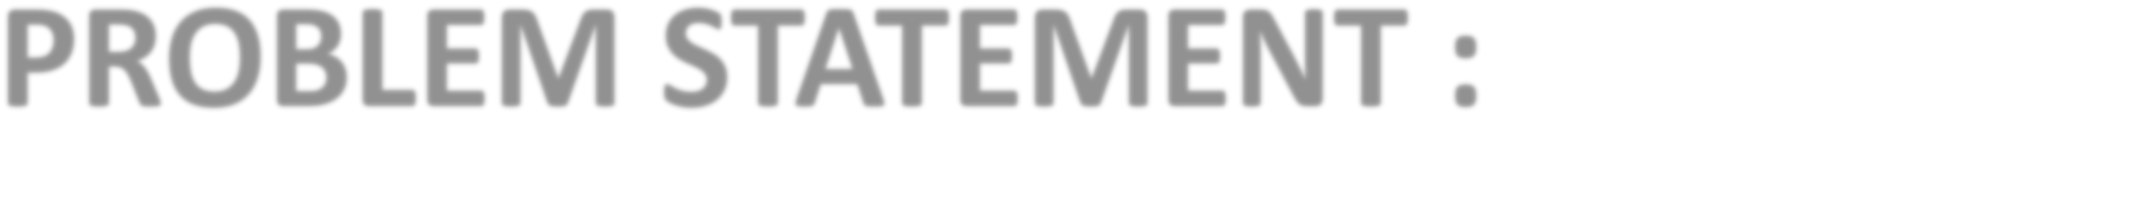 PROBLEM STATEMENT :